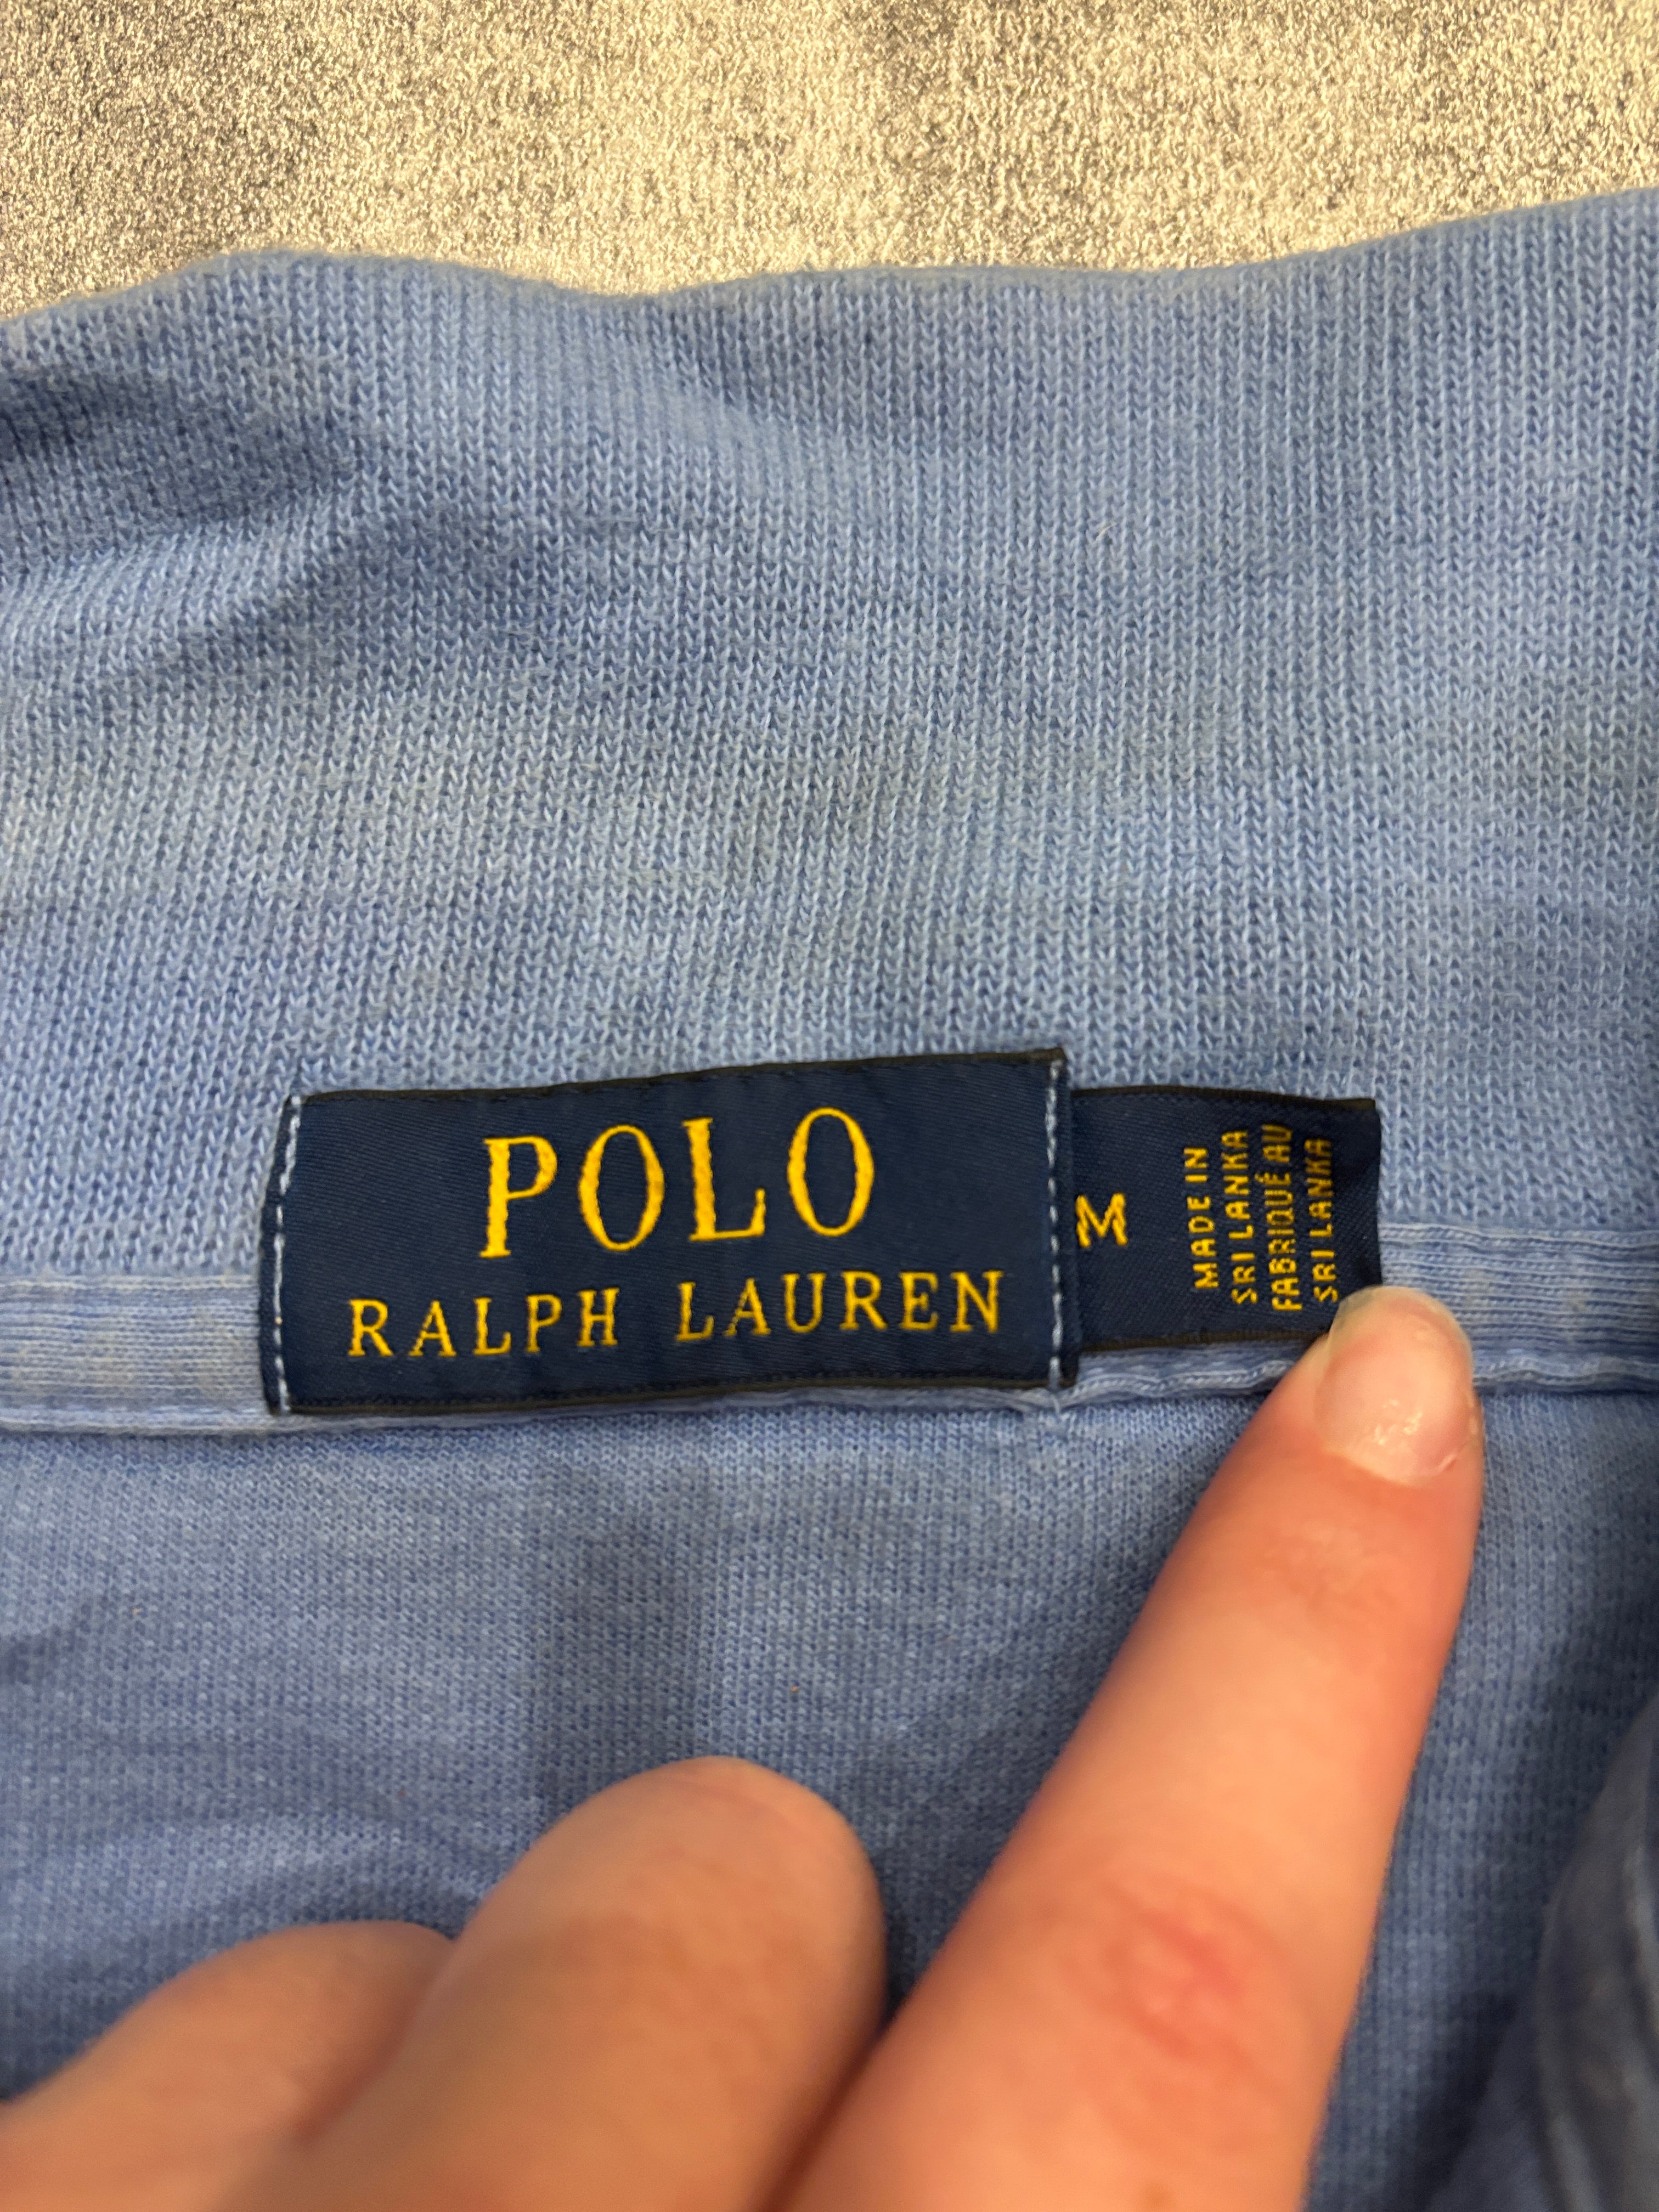 POLO
RALPH LAUREN
M
MADE IN
SRI LANKA
FABRIQUÉ AU
SRI LANKA